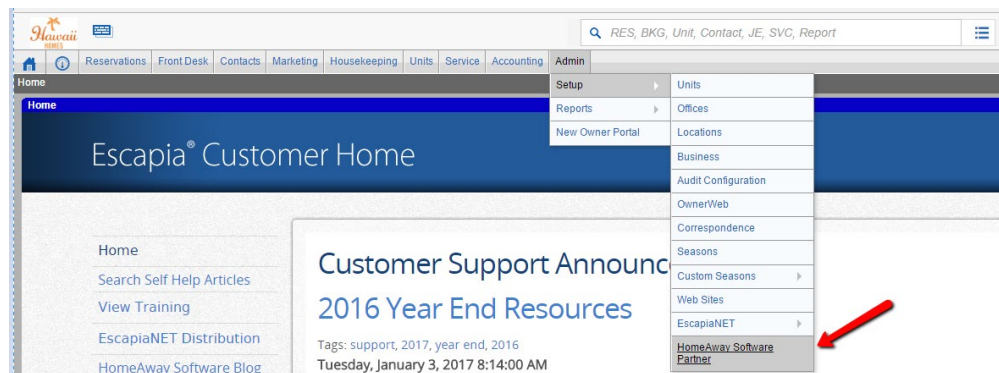 Hawaii
HOMES
RES, BKG, Unit, Contact, JE, SVC, Report
Reservations Front Desk Contacts Marketing Housekeeping Units Service Accounting Admin
Home
Home
Setup
Reports
New Owner Portal
Units
Offices
Locations
Business
Audit Configuration
OwnerWeb
Correspondence
Seasons
Custom Seasons
Web Sites
EscapiaNET
HomeAway Software
Partner
Escapia® Customer Home
Home
Search Self Help Articles
View Training
EscapiaNET Distribution
HomeAway Software Blog
Customer Support Announc
2016 Year End Resources
Tags: support, 2017, year end, 2016
Tuesday, January 3, 2017 8:14:00 AM